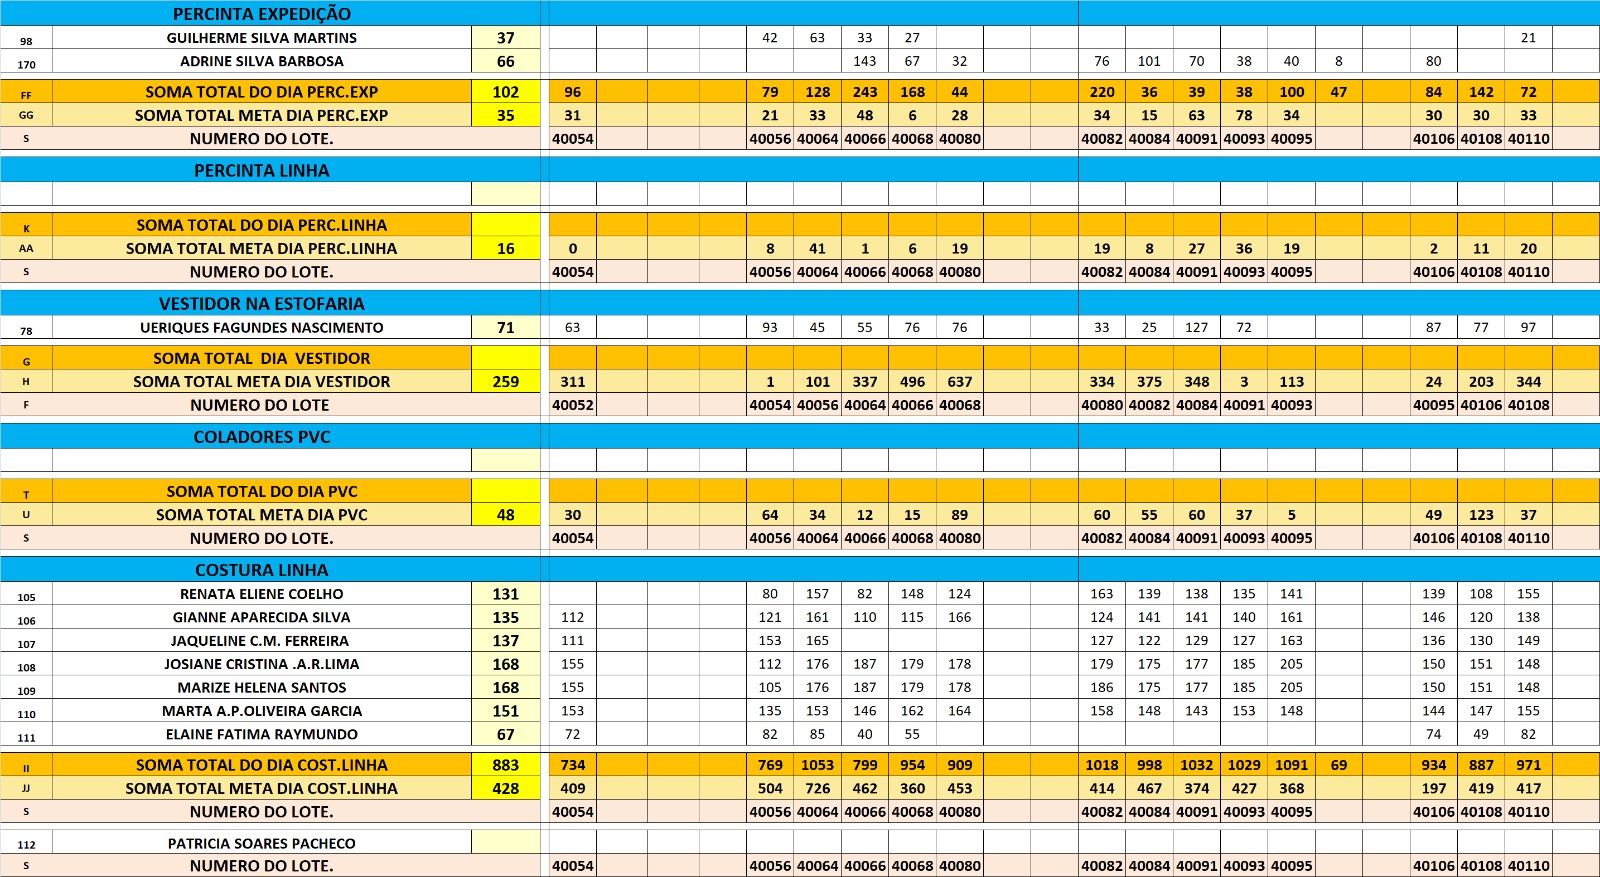 PERCINTA EXPEDIÇÃO
98 GUILHERME SILVA MARTINS 37 42 63 33 27 21
170 ADRINE SILVA BARBOSA 66 143 67 32 76 101 70 38 40 8 80
FF SOMA TOTAL DO DIA PERC.EXP 102 96 79 128 243 168 44 220 36 39 38 100 47 84 142 72
GG SOMA TOTAL META DIA PERC.EXP 35 31 21 33 48 6 28 34 15 63 78 34 30 30 33
S NUMERO DO LOTE. 40054 40056 40064 40066 40068 40080 40082 40084 40091 40093 40095 40106 40108 40110
PERCINTA LINHA
K SOMA TOTAL DO DIA PERC.LINHA
AA SOMA TOTAL META DIA PERC.LINHA 16 0 8 41 1 6 19 19 8 27 36 19 2 11 20
S NUMERO DO LOTE. 40054 40056 40064 40066 40068 40080 40082 40084 40091 40093 40095 40106 40108 40110
VESTIDOR NA ESTOFARIA
78 UERIQUES FAGUNDES NASCIMENTO 71 63 93 45 55 76 76 33 25 127 72 87 77 97
G SOMA TOTAL DIA VESTIDOR
H SOMA TOTAL META DIA VESTIDOR 259 311 1 101 337 496 637 334 375 348 3 113 24 203 344
F NUMERO DO LOTE 40052 40054 40056 40064 40066 40068 40080 40082 40084 40091 40093 40095 40106 40108
COLADORES PVC
T SOMA TOTAL DO DIA PVC
U SOMA TOTAL META DIA PVC 48 30 64 34 12 15 89 60 55 60 37 5 49 123 37
S NUMERO DO LOTE. 40054 40056 40064 40066 40068 40080 40082 40084 40091 40093 40095 40106 40108 40110
COSTURA LINHA
105 RENATA ELIENE COELHO 131 80 157 82 148 124 163 139 138 135 141 139 108 155
106 GIANNE APARECIDA SILVA 135 112 121 161 110 115 166 124 141 141 140 161 146 120 138
107 JAQUELINE C.M. FERREIRA 137 111 153 165 127 122 129 127 163 136 130 149
108 JOSIANE CRISTINA .A.R.LIMA 168 155 112 176 187 179 178 179 175 177 185 205 150 151 148
109 MARIZE HELENA SANTOS 168 155 105 176 187 179 178 186 175 177 185 205 150 151 148
110 MARTA A.P.OLIVEIRA GARCIA 151 153 135 153 146 162 164 158 148 143 153 148 144 147 155
111 ELAINE FATIMA RAYMUNDO 67 72 82 85 40 55 74 49 82
II SOMA TOTAL DO DIA COST.LINHA 883 734 769 1053 799 954 909 1018 998 1032 1029 1091 69 934 887 971
JJ SOMA TOTAL META DIA COST.LINHA 428 409 504 726 462 360 453 414 467 374 427 368 197 419 417
S NUMERO DO LOTE. 40054 40056 40064 40066 40068 40080 40082 40084 40091 40093 40095 40106 40108 40110
112 PATRICIA SOARES PACHECO
S NUMERO DO LOTE. 40054 40056 40064 40066 40068 40080 40082 40084 40091 40093 40095 40106 40108 40110